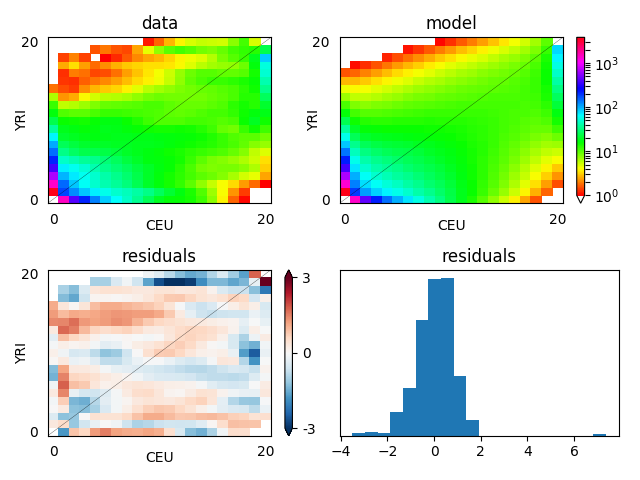 data
model
20
YRI
0
0
CEU
20
20
YRI
0
0
CEU
20
10³
10²
10¹
10⁰
residuals
residuals
20
YRI
0
0
CEU
20
3
0
-3
−4 −2 0 2 4 6